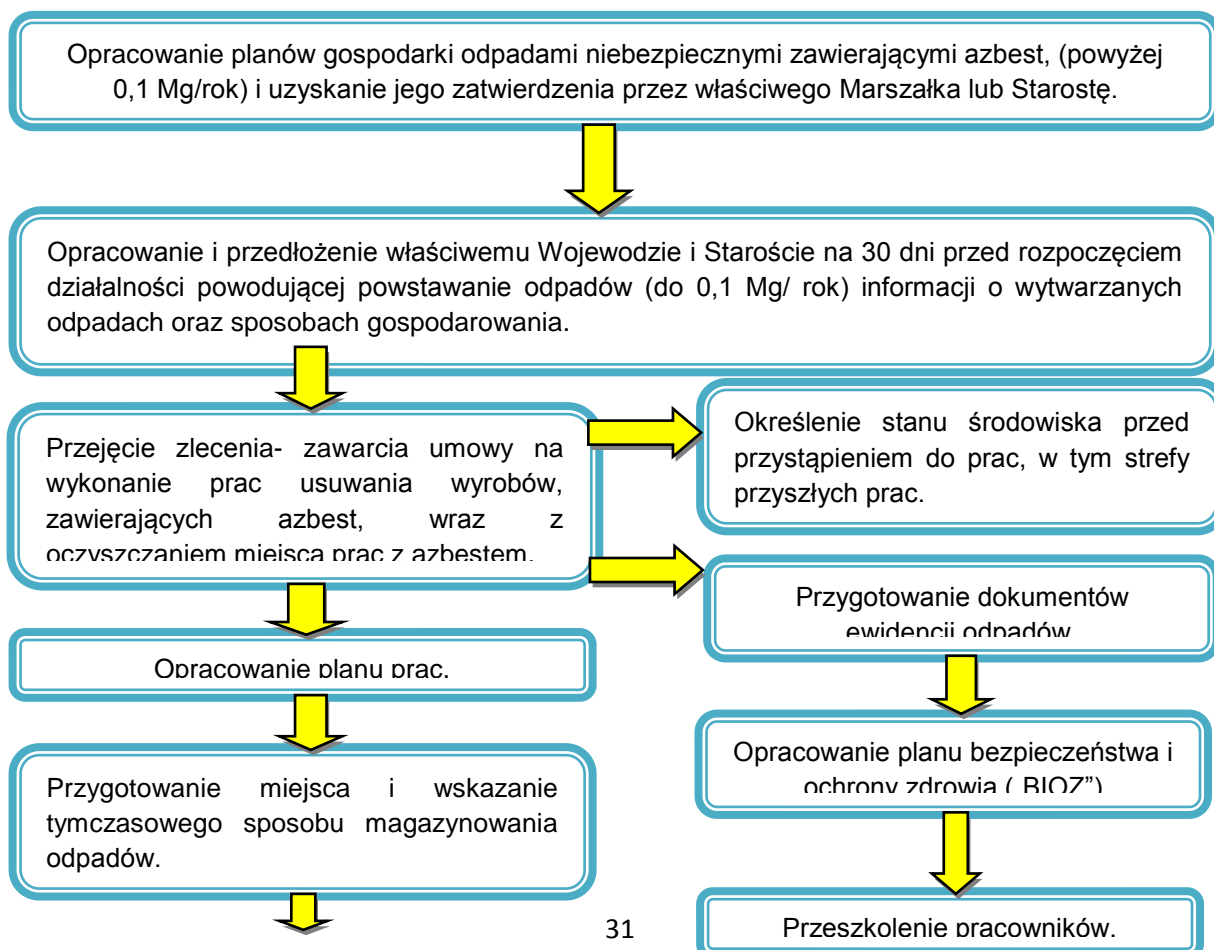 Opracowanie planów gospodarki odpadami niebezpiecznymi zawierającymi azbest, (powyżej
0,1 Mg/rok) i uzyskanie jego zatwierdzenia przez właściwego Marszałka lub Starostę.
Opracowanie i przedłożenie właściwemu Wojewodzie i Staroście na 30 dni przed rozpoczęciem
działalności powodującej powstawanie odpadów (do 0,1 Mg/ rok) informacji o wytwarzanych
odpadach oraz sposobach gospodarowania.
Przejęcie zlecenia- zawarcia umowy na
wykonanie prac usuwania wyrobów,
zawierających azbest, wraz z
oczyszczaniem miejsca prac z azbestem.
Określenie stanu środowiska przed
przystąpieniem do prac, w tym strefy
przyszłych prac.
Przygotowanie dokumentów
ewidencji odpadów
Opracowanie planu prac.
Opracowanie planu bezpieczeństwa i
ochrony zdrowia ( BIOZ”)
Przygotowanie miejsca i wskazanie
tymczasowego sposobu magazynowania
odpadów.
Przeszkolenie pracowników.
31